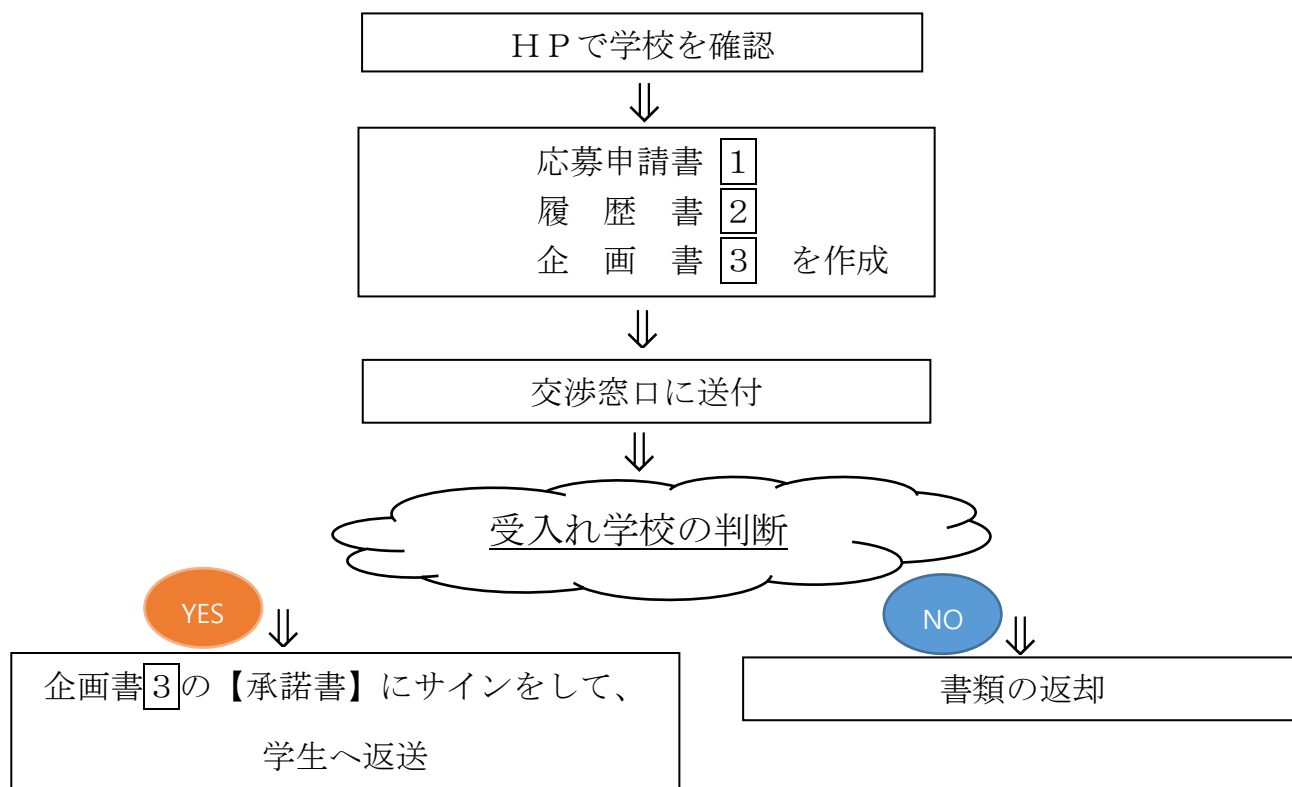 ＨＰで学校を確認
⇓
応募申請書 1
履　歴　書 2
企　画　書 3　を作成
⇓
交渉窓口に送付
⇓
受入れ学校の判断
YES ⇓
NO ⇓
企画書3の【承諾書】にサインをして、
学生へ返送
書類の返却